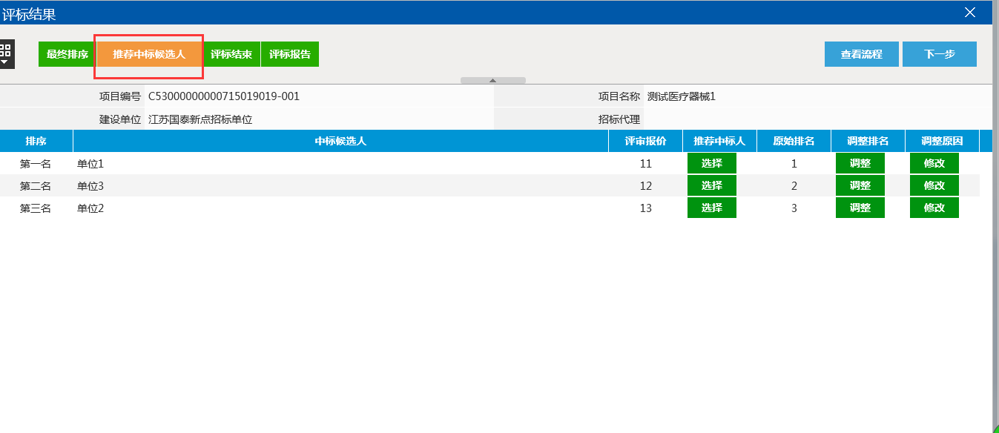 评标结果
最终排序 推荐中标候选人 评标结束 评标报告 查看流程 下一步
项目编号 C53000000000715019019-001 项目名称 测试医疗器械1
建设单位 江苏国泰新点招标单位 招标代理
排序 中标候选人 评审报价 推荐中标人 原始排名 调整排名 调整原因
第一名 单位1 11 选择 1 调整 修改
第二名 单位3 12 选择 2 调整 修改
第三名 单位2 13 选择 3 调整 修改